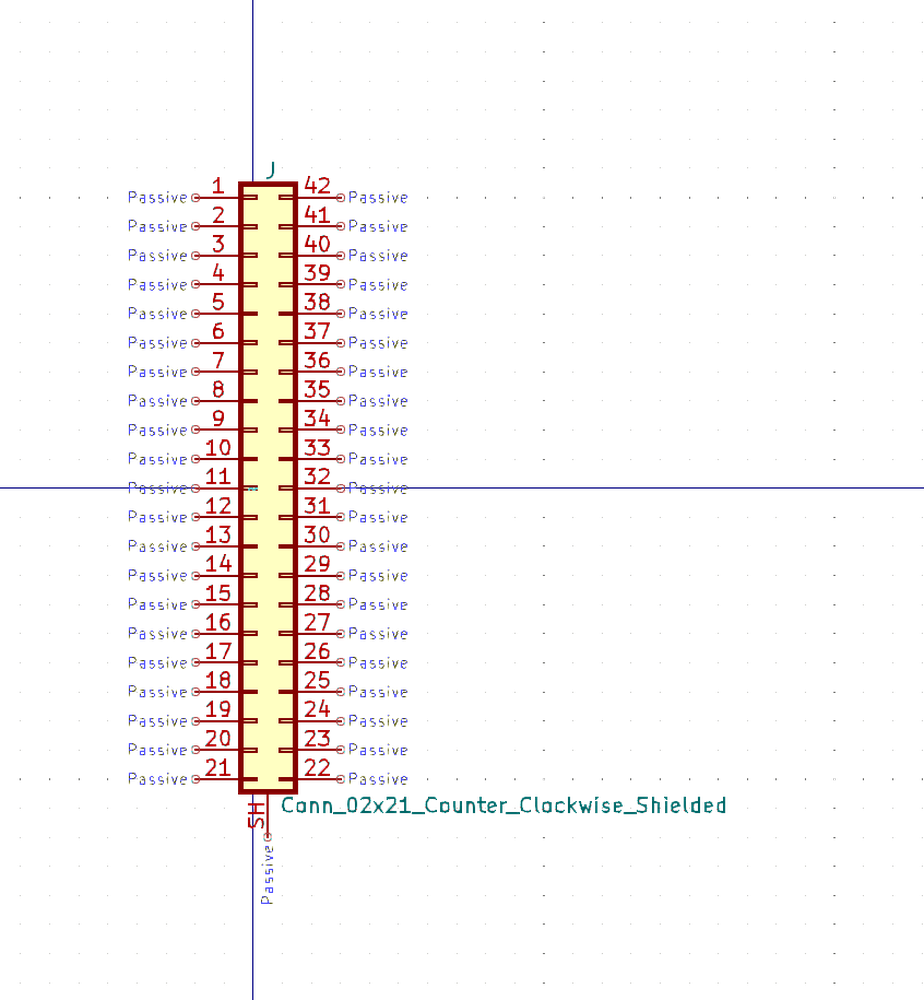 J
Passive 1 42 Passive
Passive 2 41 Passive
Passive 3 40 Passive
Passive 4 39 Passive
Passive 5 38 Passive
Passive 6 37 Passive
Passive 7 36 Passive
Passive 8 35 Passive
Passive 9 34 Passive
Passive 10 33 Passive
Passive 11 32 Passive
Passive 12 31 Passive
Passive 13 30 Passive
Passive 14 29 Passive
Passive 15 28 Passive
Passive 16 27 Passive
Passive 17 26 Passive
Passive 18 25 Passive
Passive 19 24 Passive
Passive 20 23 Passive
Passive 21 22 Passive
SH
Conn_02x21_Counter_Clockwise_Shielded
Passive